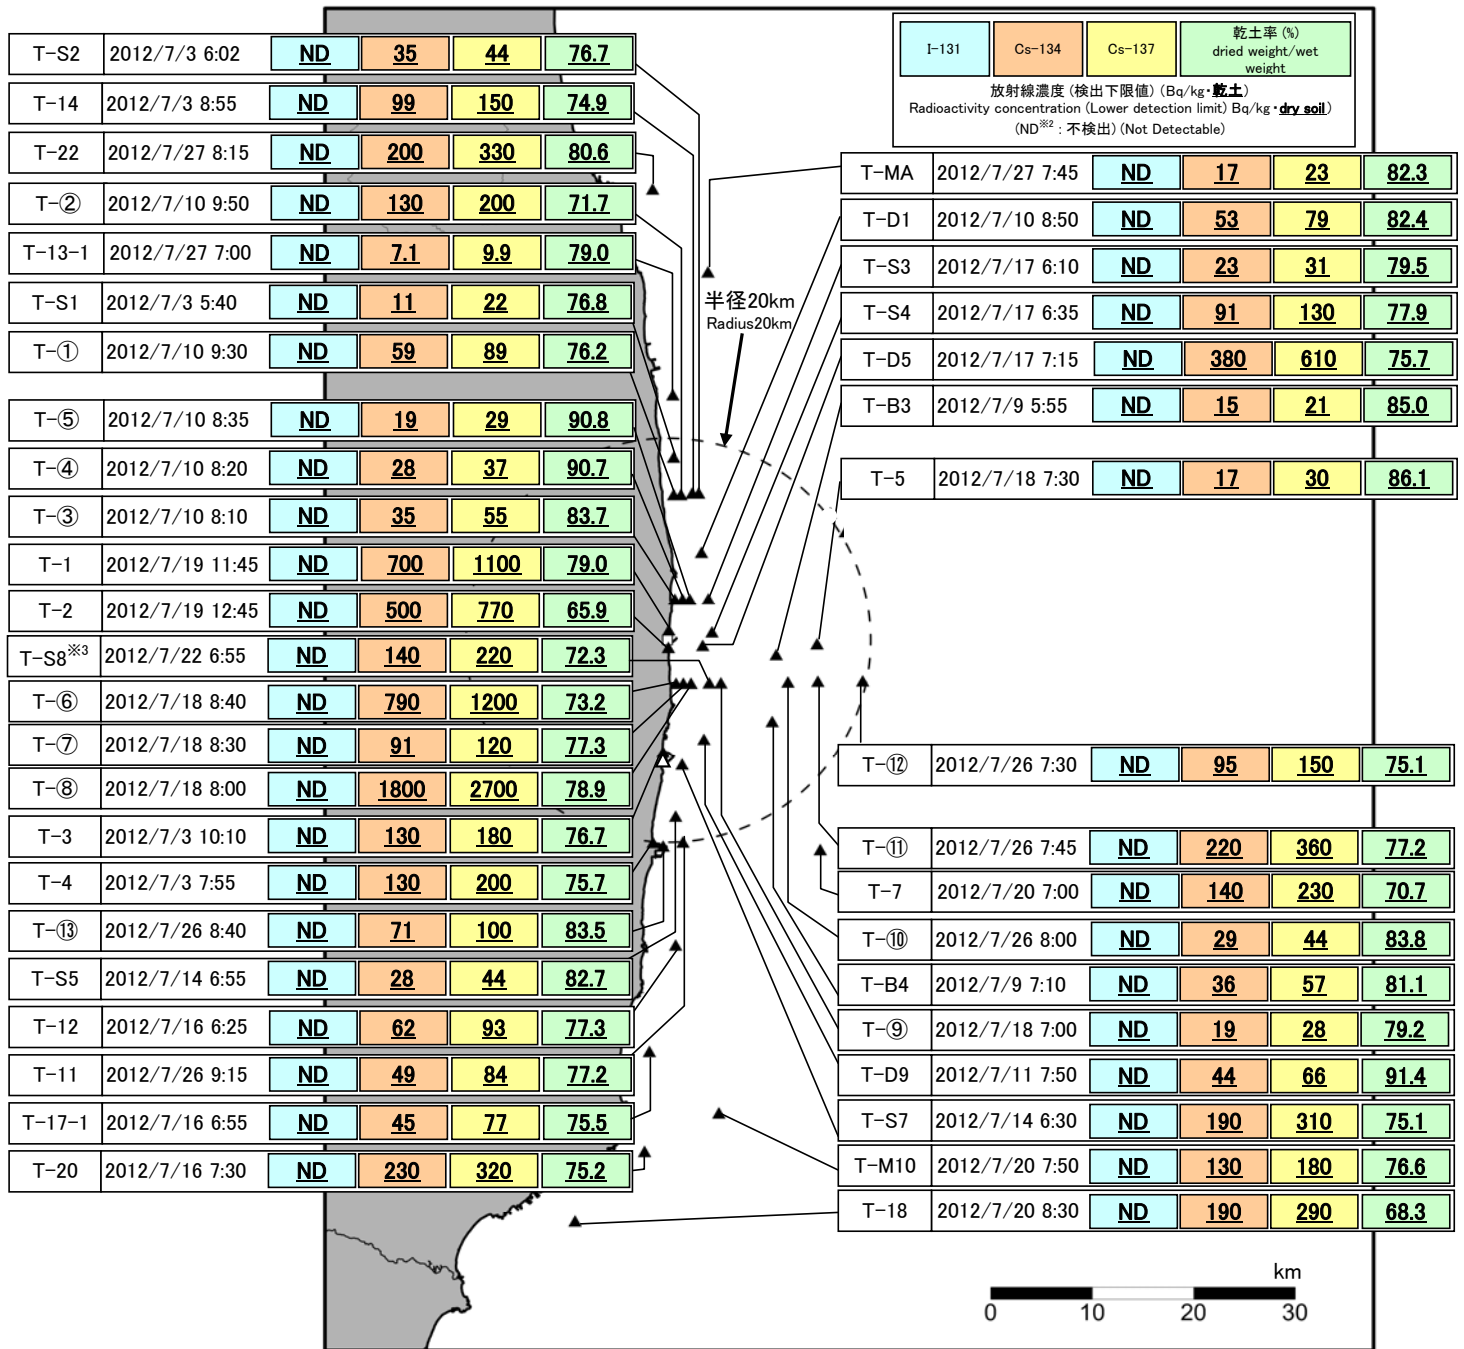 T-S2 2012/7/3 6:02 ND 35 44 76.7
T-14 2012/7/3 8:55 ND 99 150 74.9
T-22 2012/7/27 8:15 ND 200 330 80.6
T-② 2012/7/10 9:50 ND 130 200 71.7
T-13-1 2012/7/27 7:00 ND 7.1 9.9 79.0
T-S1 2012/7/3 5:40 ND 11 22 76.8
T-① 2012/7/10 9:30 ND 59 89 76.2
T-⑤ 2012/7/10 8:35 ND 19 29 90.8
T-④ 2012/7/10 8:20 ND 28 37 90.7
T-③ 2012/7/10 8:10 ND 35 55 83.7
T-1 2012/7/19 11:45 ND 700 1100 79.0
T-2 2012/7/19 12:45 ND 500 770 65.9
T-S8※3 2012/7/22 6:55 ND 140 220 72.3
T-⑥ 2012/7/18 8:40 ND 790 1200 73.2
T-⑦ 2012/7/18 8:30 ND 91 120 77.3
T-⑧ 2012/7/18 8:00 ND 1800 2700 78.9
T-3 2012/7/3 10:10 ND 130 180 76.7
T-4 2012/7/3 7:55 ND 130 200 75.7
T-⑬ 2012/7/26 8:40 ND 71 100 83.5
T-S5 2012/7/14 6:55 ND 28 44 82.7
T-12 2012/7/16 6:25 ND 62 93 77.3
T-11 2012/7/26 9:15 ND 49 84 77.2
T-17-1 2012/7/16 6:55 ND 45 77 75.5
T-20 2012/7/16 7:30 ND 230 320 75.2
I-131 Cs-134 Cs-137 乾土率(%)
dried weight/wet
weight
放射線濃度(検出下限値)(Bq/kg・乾土)
Radioactivity concentration(Lower detection limit) Bq/kg・dry soil)
(ND※2:不検出)(Not Detectable)
半径20km
Radius20km
T-MA 2012/7/27 7:45 ND 17 23 82.3
T-D1 2012/7/10 8:50 ND 53 79 82.4
T-S3 2012/7/17 6:10 ND 23 31 79.5
T-S4 2012/7/17 6:35 ND 91 130 77.9
T-D5 2012/7/17 7:15 ND 380 610 75.7
T-B3 2012/7/9 5:55 ND 15 21 85.0
T-5 2012/7/18 7:30 ND 17 30 86.1
T-⑫ 2012/7/26 7:30 ND 95 150 75.1
T-⑪ 2012/7/26 7:45 ND 220 360 77.2
T-7 2012/7/20 7:00 ND 140 230 70.7
T-⑩ 2012/7/26 8:00 ND 29 44 83.8
T-B4 2012/7/9 7:10 ND 36 57 81.1
T-⑨ 2012/7/18 7:00 ND 19 28 79.2
T-D9 2012/7/11 7:50 ND 44 66 91.4
T-S7 2012/7/14 6:30 ND 190 310 75.1
T-M10 2012/7/20 7:50 ND 130 180 76.6
T-18 2012/7/20 8:30 ND 190 290 68.3
km
0 10 20 30